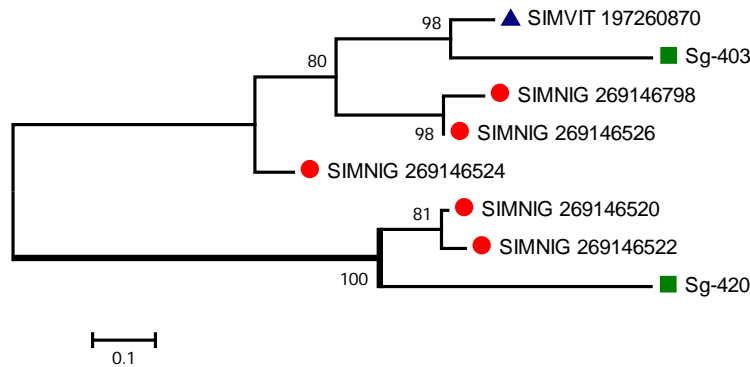 98
SIMVIT 197260870
Sg-403
80
SIMNIG 269146798
98
SIMNIG 269146526
SIMNIG 269146524
81
SIMNIG 269146520
SIMNIG 269146522
100
Sg-420
0.1